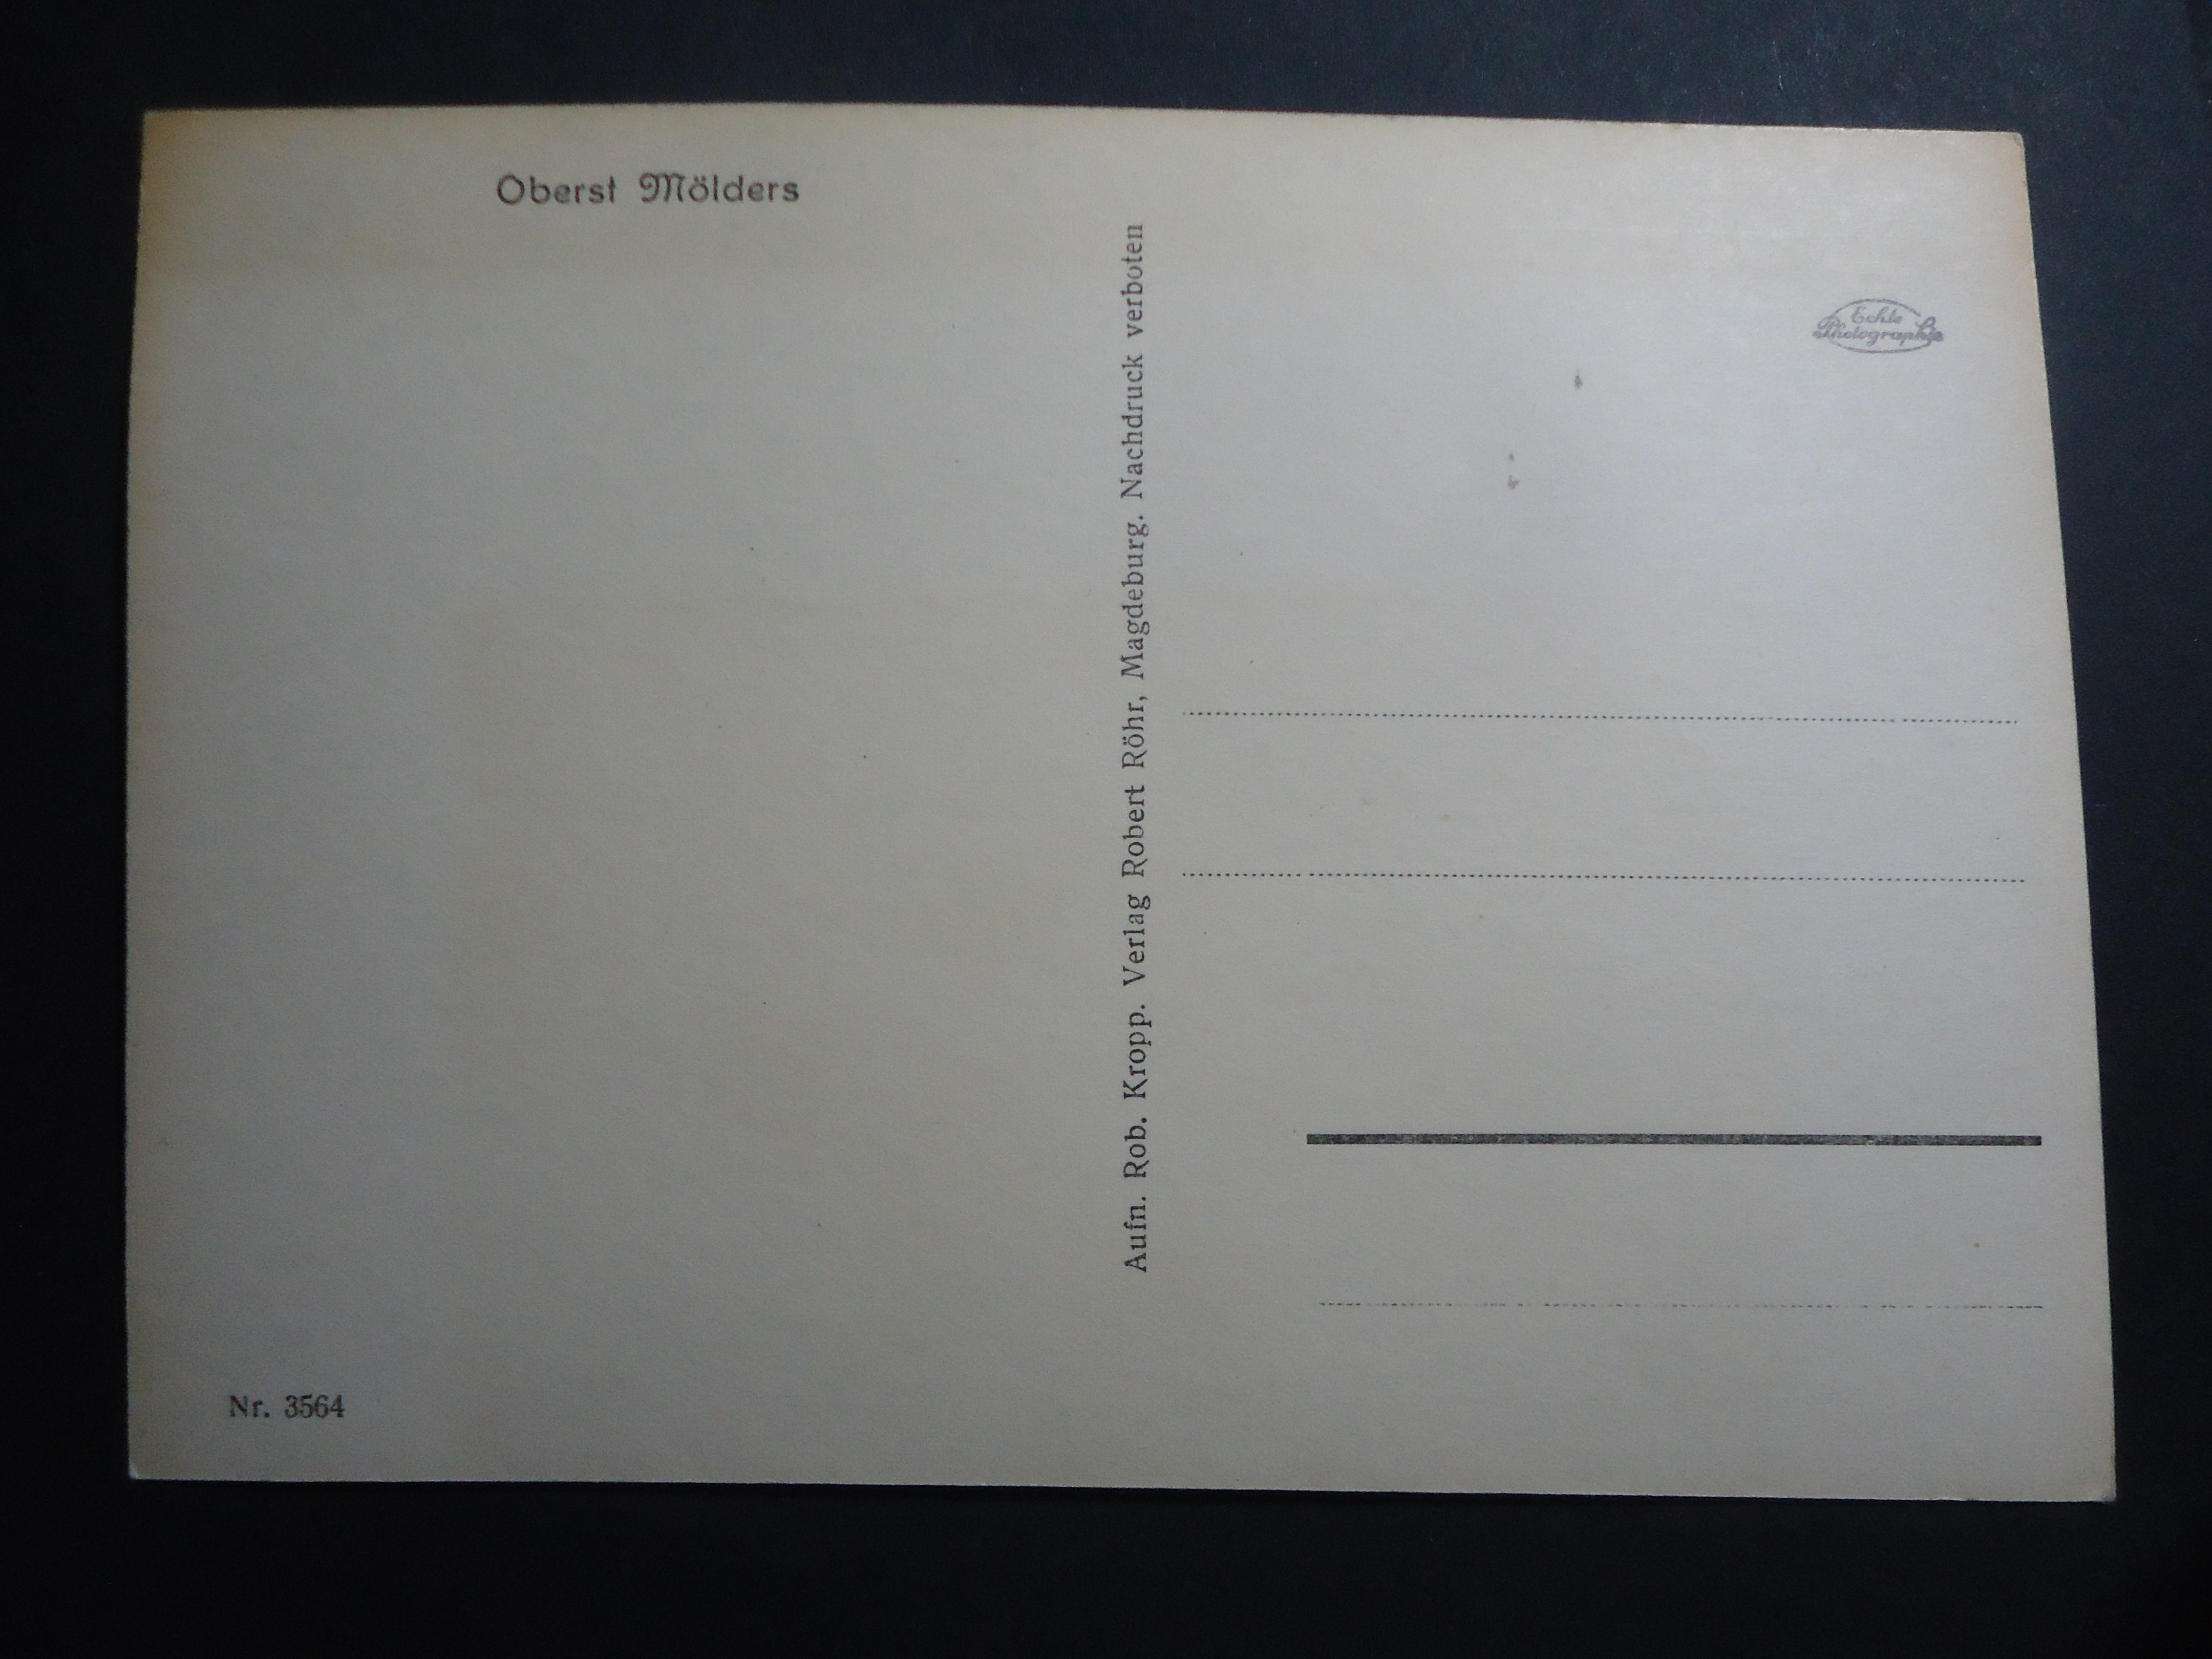 Oberst Mölders
Aufn. Rob. Kropp. Verlag Robert Röhr, Magdeburg. Nachdruck verboten
Echte
Photographie
Nr. 3564